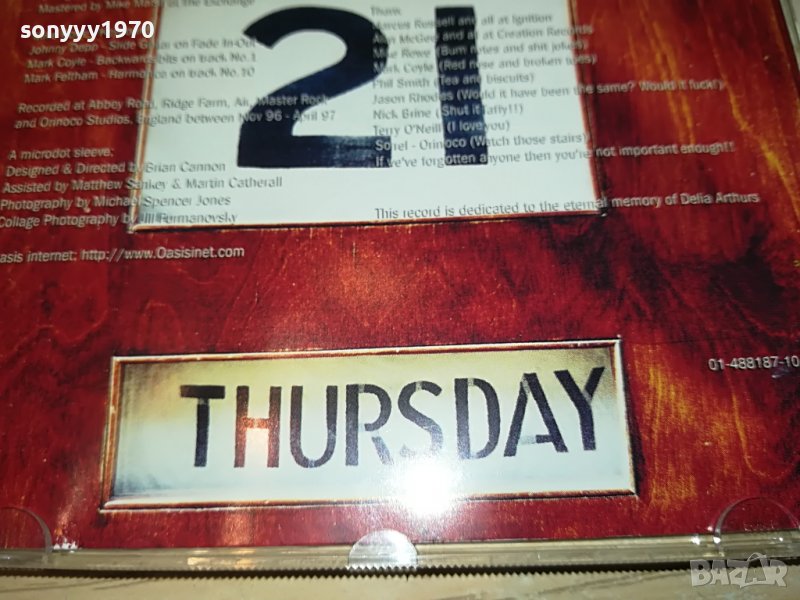 sonyyy1970
Mastered by Mike at The Exchange
Johnny Depp - Slide Guitar on Fade In-Out
Mark Coyle - Backwards bits on track No.1
Mark Feltham - Harmonica on track No.10
Recorded at Abbey Road, Ridge Farm, Air, Master Rock
and Orinoco Studios, England between Nov 96 - April 97
A microdot sleeve;
Designed & Directed by Brian Cannon
Assisted by Matthew Sankey & Martin Catherall
Photography by Michael Spencer Jones
Collage Photography by Jill Furmanovsky
asis internet; http://www.Oasisinet.com
21
Thanx
Marcus Russell and all at Ignition
Alan McGee and all at Creation Records
Mike Rowe (Bum notes and shit jokes)
Mark Coyle (Red nose and broken toes)
Phil Smith (Tea and biscuits)
Jason Rhodes (Would it have been the same? Would it fuck!)
Nick Brine (Shut it taffy!!)
Terry O'Neill (I love you)
Sorrel - Orinoco (Watch those stairs)
If we've forgotten anyone then you're not important enough!!
This record is dedicated to the eternal memory of Delia Arthurs
01-488187-10
THURSDAY
BAZAR